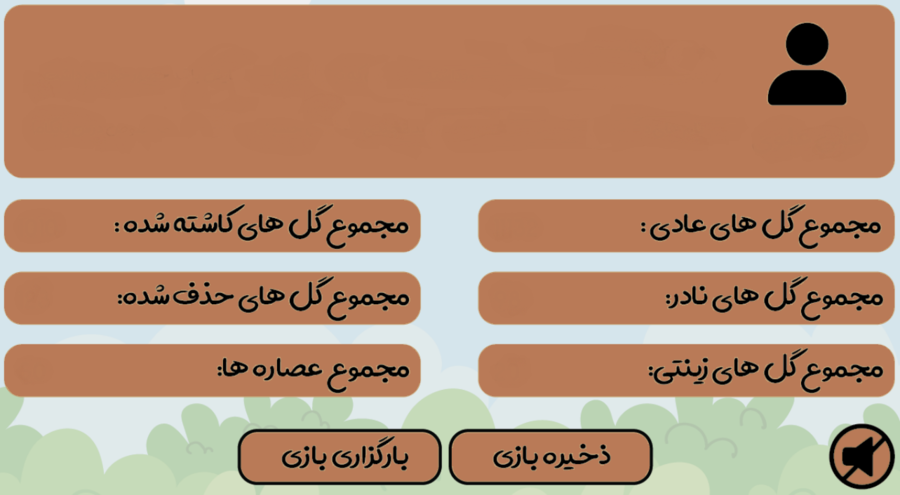 مجموع گل های عادی :
مجموع گل های کاشته شده :
مجموع گل های نادر:
مجموع گل های حذف شده:
مجموع گل های زینتی:
مجموع عصاره ها:
ذخیره بازی
بارگزاری بازی